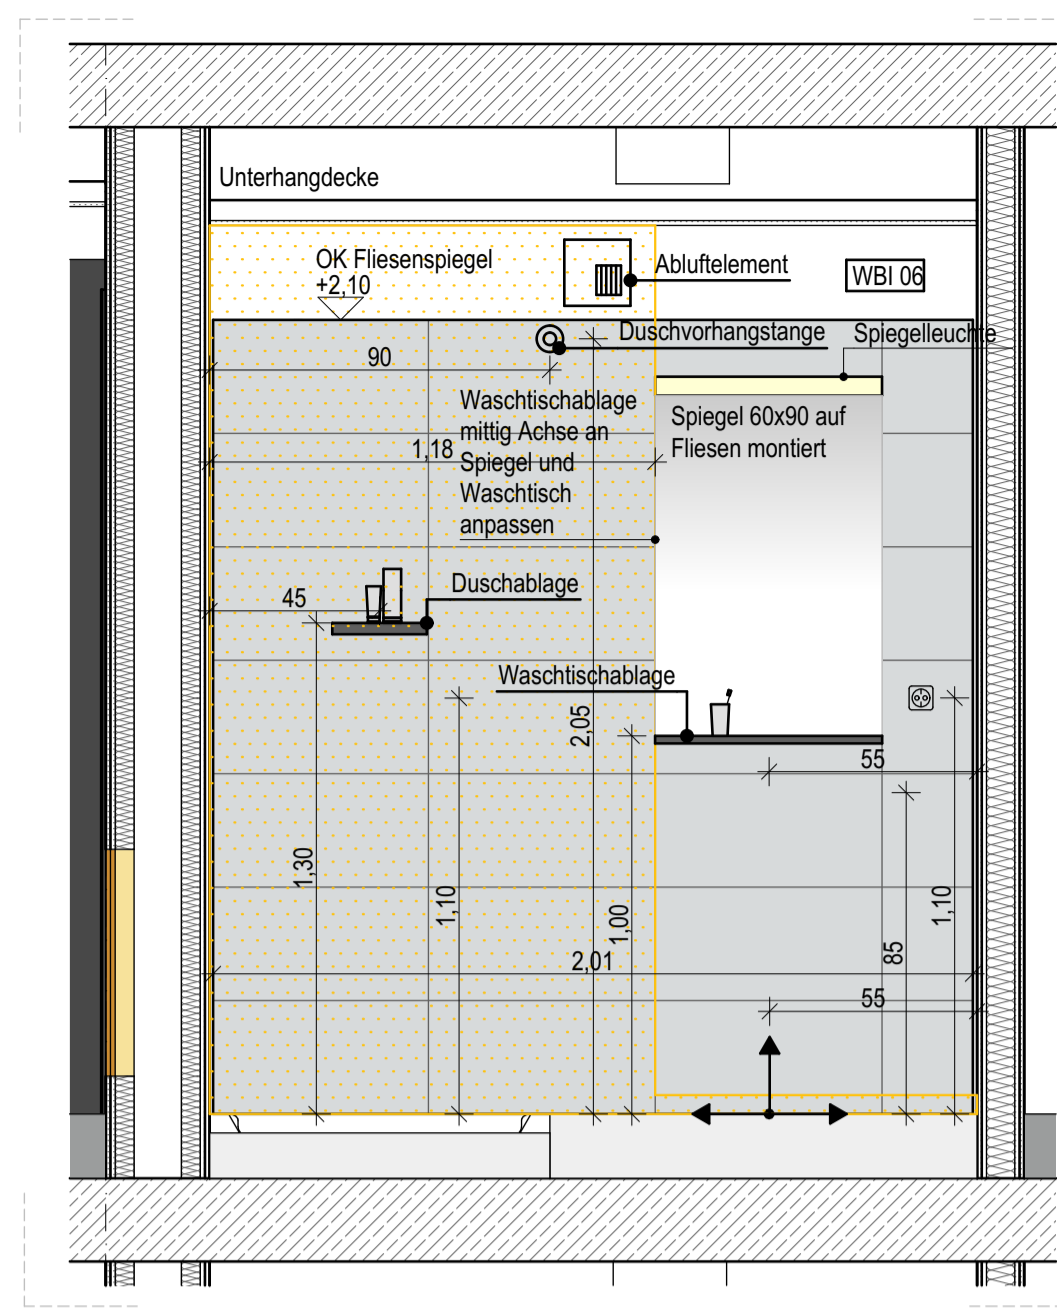 Unterhangdecke
OK Fliesenspiegel
+2,10
Abluftelement
WBI 06
Duschvorhangstange
Spiegelleuchte
90
Waschtischablage
mittig Achse an
Spiegel und
Waschtisch
anpassen
Spiegel 60x90 auf
Fliesen montiert
1,18
Duschablage
45
Waschtischablage
2,05
55
1,30
1,10
1,00
85
1,10
2,01
55